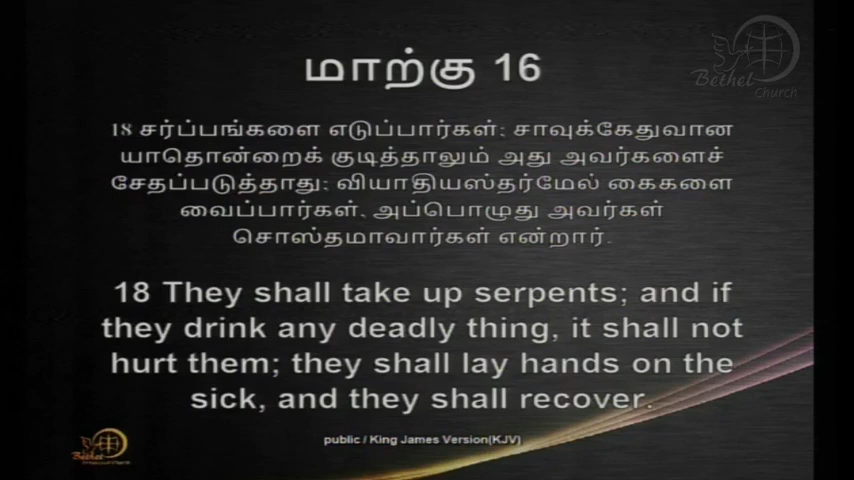 Bethel
Church
மாற்கு 16
18 சர்ப்பங்களை எடுப்பார்கள்; சாவுக்கேதுவான
யாதொன்றைக் குடித்தாலும் அது அவர்களைச்
சேதப்படுத்தாது; வியாதியஸ்தர்மேல் கைகளை
வைப்பார்கள், அப்பொழுது அவர்கள்
சொஸ்தமாவார்கள் என்றார்.
18 They shall take up serpents; and if
they drink any deadly thing, it shall not
hurt them; they shall lay hands on the
sick, and they shall recover.
public / King James Version(KJV)
Bethel